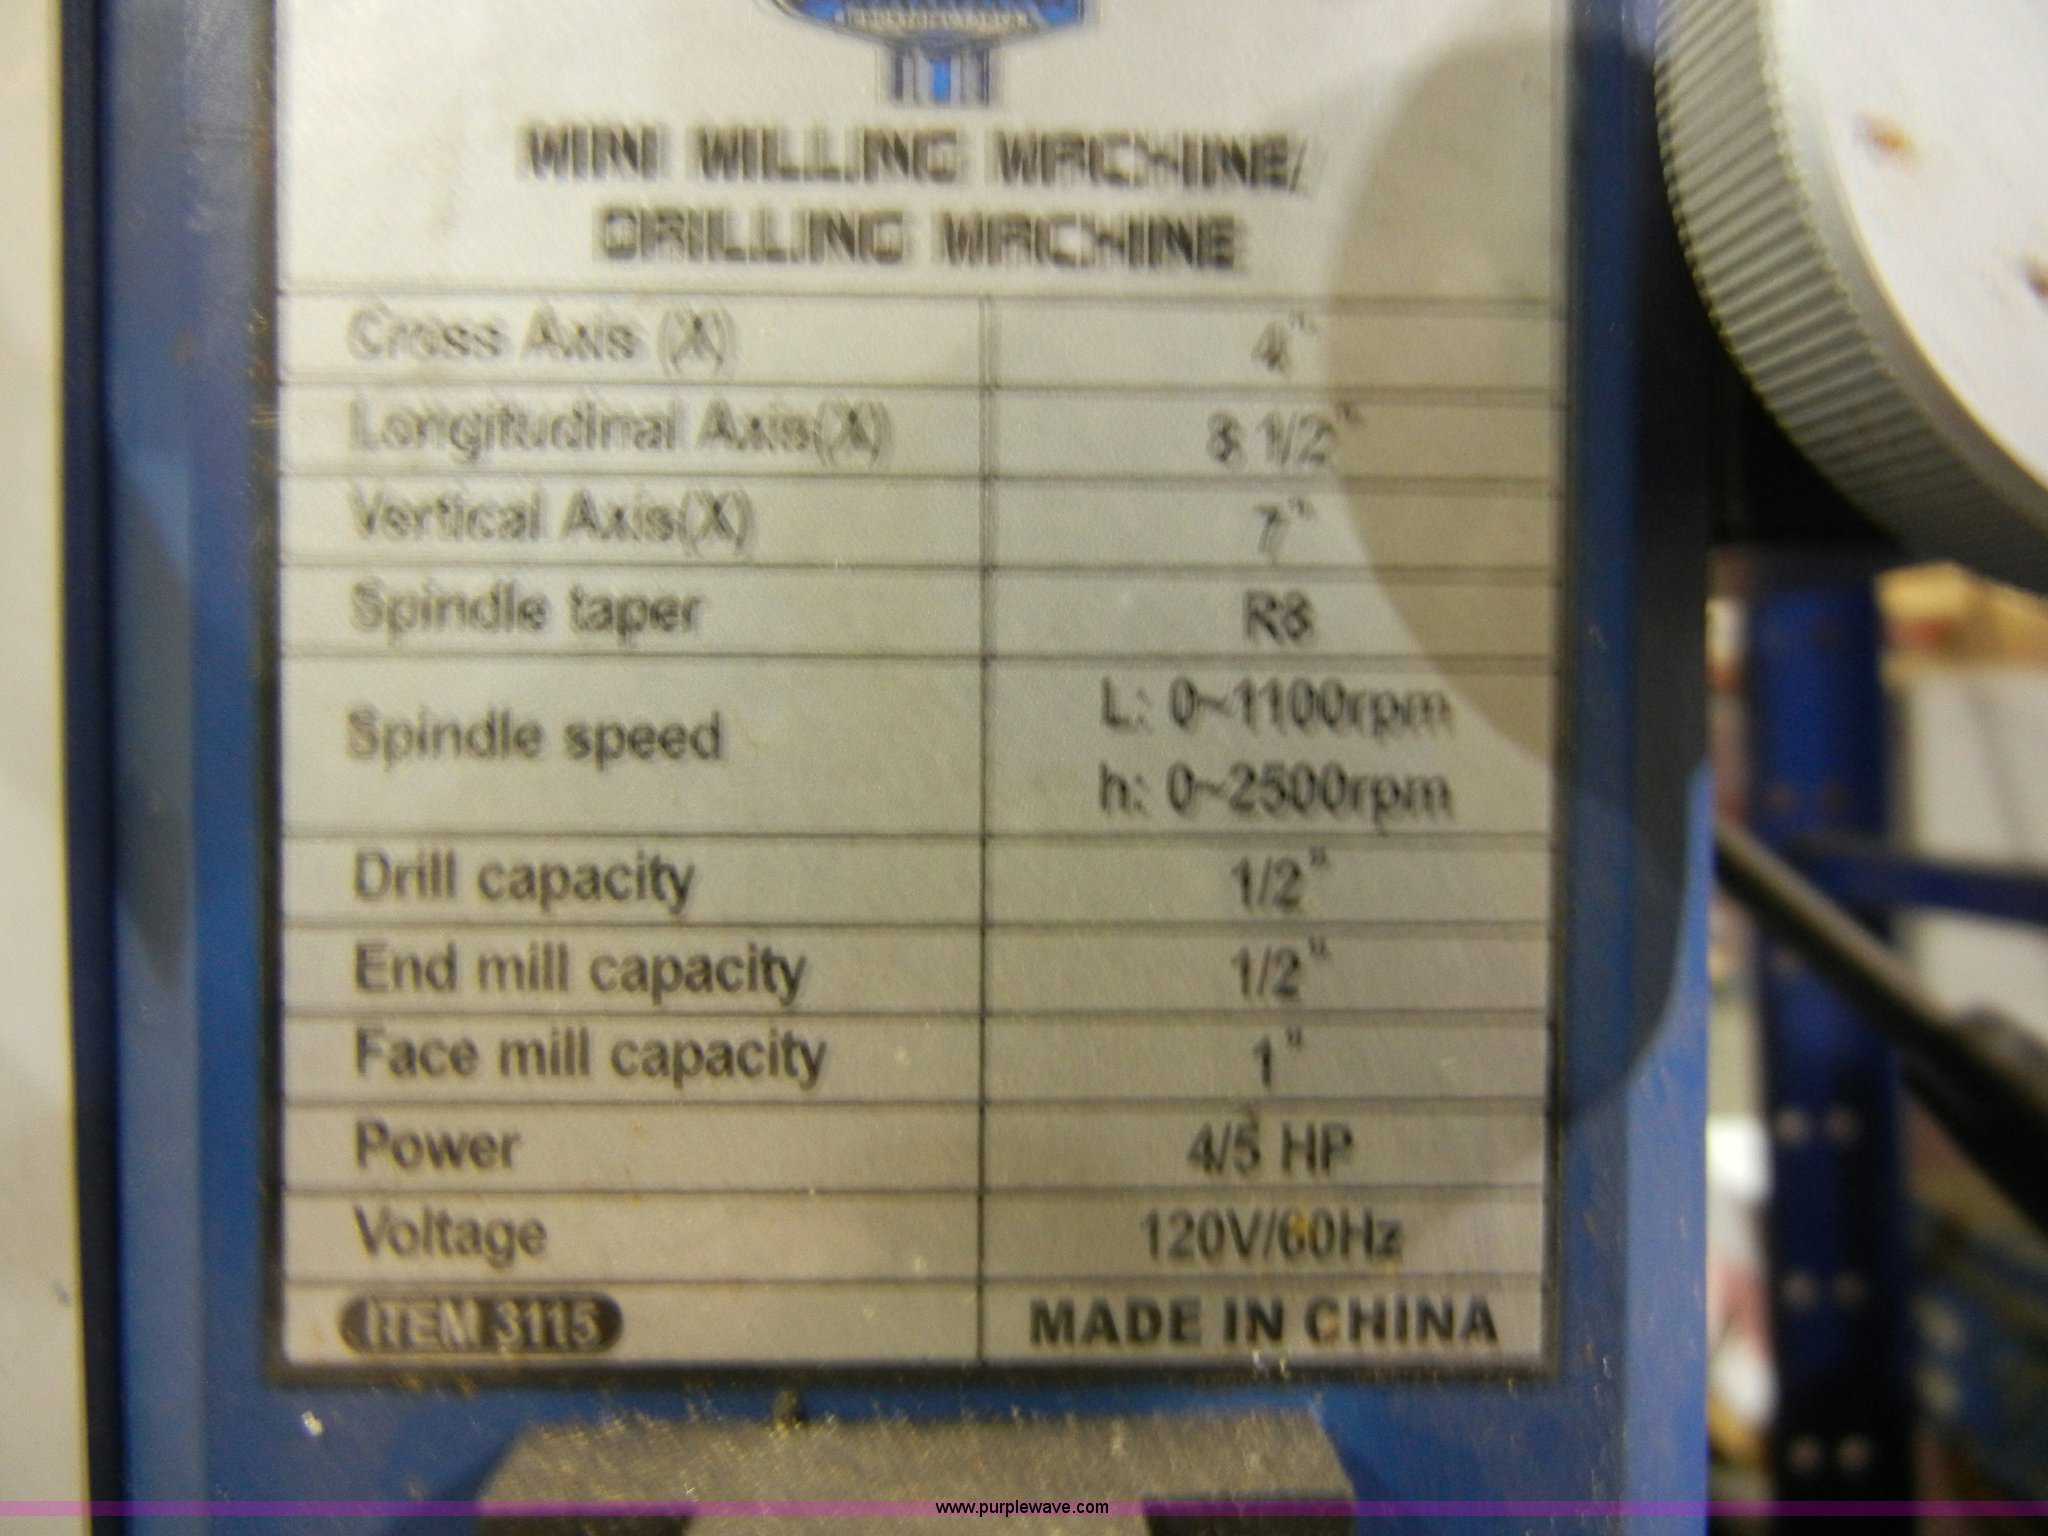 MINI MILLING MACHINE/
DRILLING MACHINE
Cross Axis (X) 4"
Longitudinal Axis(X) 8 1/2"
Vertical Axis(X) 7"
Spindle taper R8
Spindle speed L: 0~1100rpm
h: 0~2500rpm
Drill capacity 1/2"
End mill capacity 1/2"
Face mill capacity 1"
Power 4/5 HP
Voltage 120V/60Hz
ITEM 3115 MADE IN CHINA
www.purplewave.com